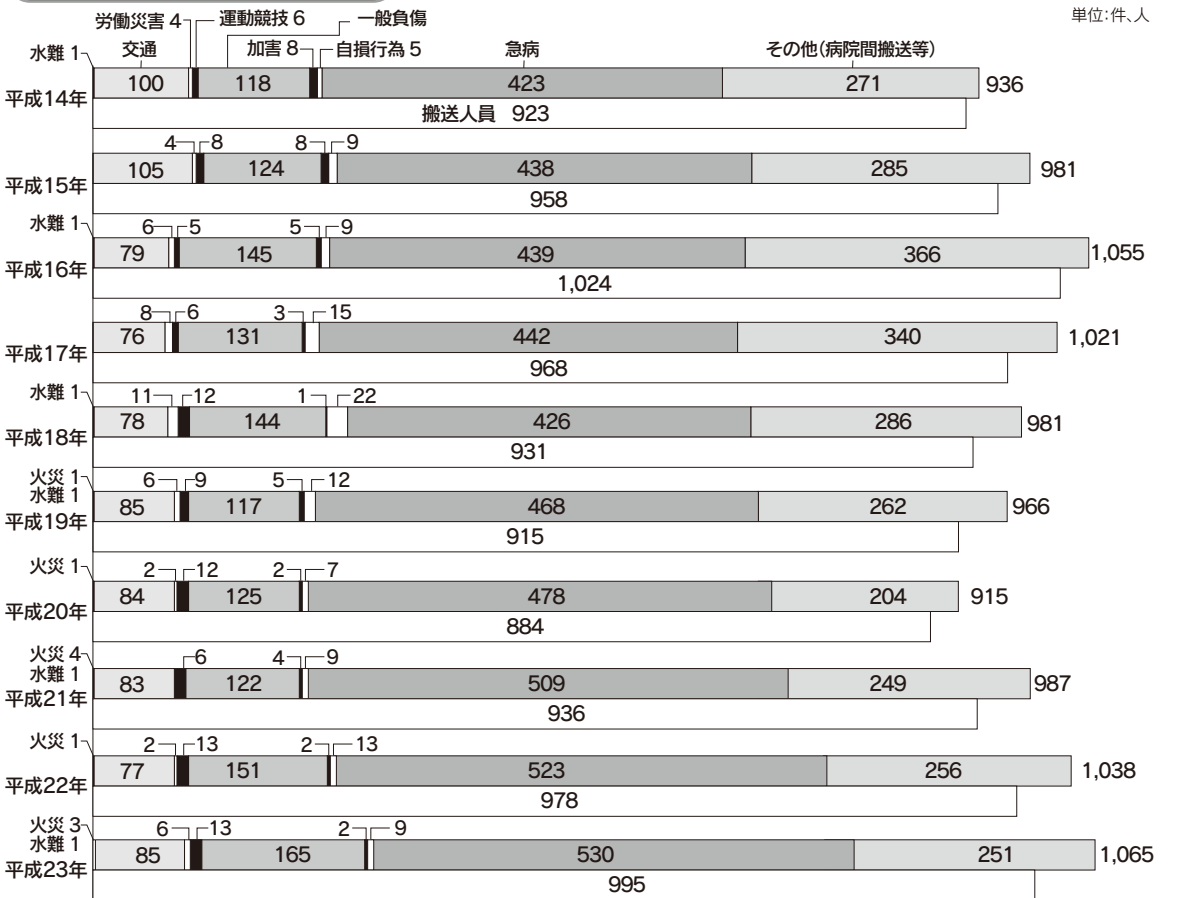 単位:件、人
労働災害 4 運動競技 6 一般負傷
水難 1 交通 加害 8 自損行為 5 急病 その他(病院間搬送等)
平成14年 100 118 423 271 936
搬送人員 923
4 8 8 9
平成15年 105 124 438 285 981
958
水難 1 6 5 5 9
平成16年 79 145 439 366 1,055
1,024
8 6 3 15
平成17年 76 131 442 340 1,021
968
水難 1 11 12 1 22
平成18年 78 144 426 286 981
931
火災 1 6 9 5 12
水難 1
平成19年 85 117 468 262 966
915
火災 1 2 12 2 7
平成20年 84 125 478 204 915
884
火災 4 6 4 9
水難 1
平成21年 83 122 509 249 987
936
火災 1 2 13 2 13
平成22年 77 151 523 256 1,038
978
火災 3 6 13 2 9
水難 1
平成23年 85 165 530 251 1,065
995